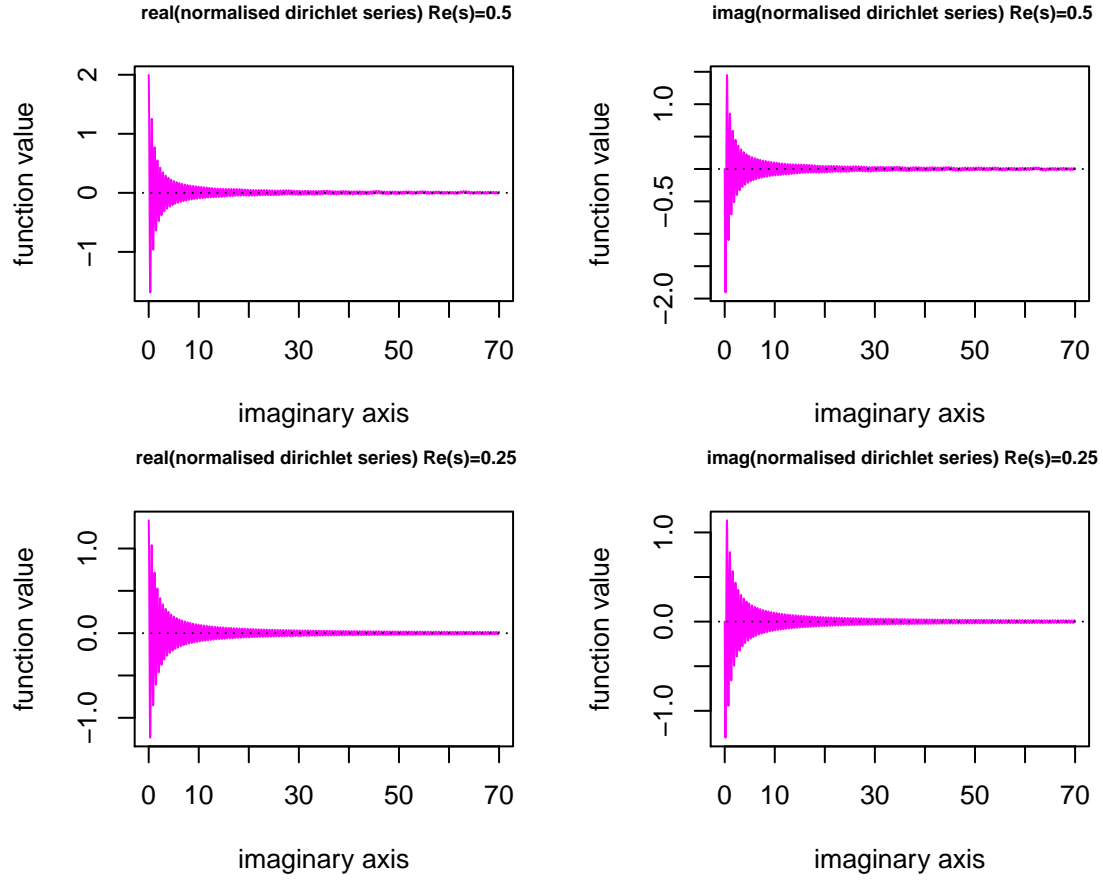 real(normalised dirichlet series) Re(s)=0.5
function value
2
1
0
−1
0 10 30 50 70
imaginary axis
imag(normalised dirichlet series) Re(s)=0.5
function value
1.0
−0.5
−2.0
0 10 30 50 70
imaginary axis
real(normalised dirichlet series) Re(s)=0.25
function value
1.0
0.0
−1.0
0 10 30 50 70
imaginary axis
imag(normalised dirichlet series) Re(s)=0.25
function value
1.0
0.0
−1.0
0 10 30 50 70
imaginary axis